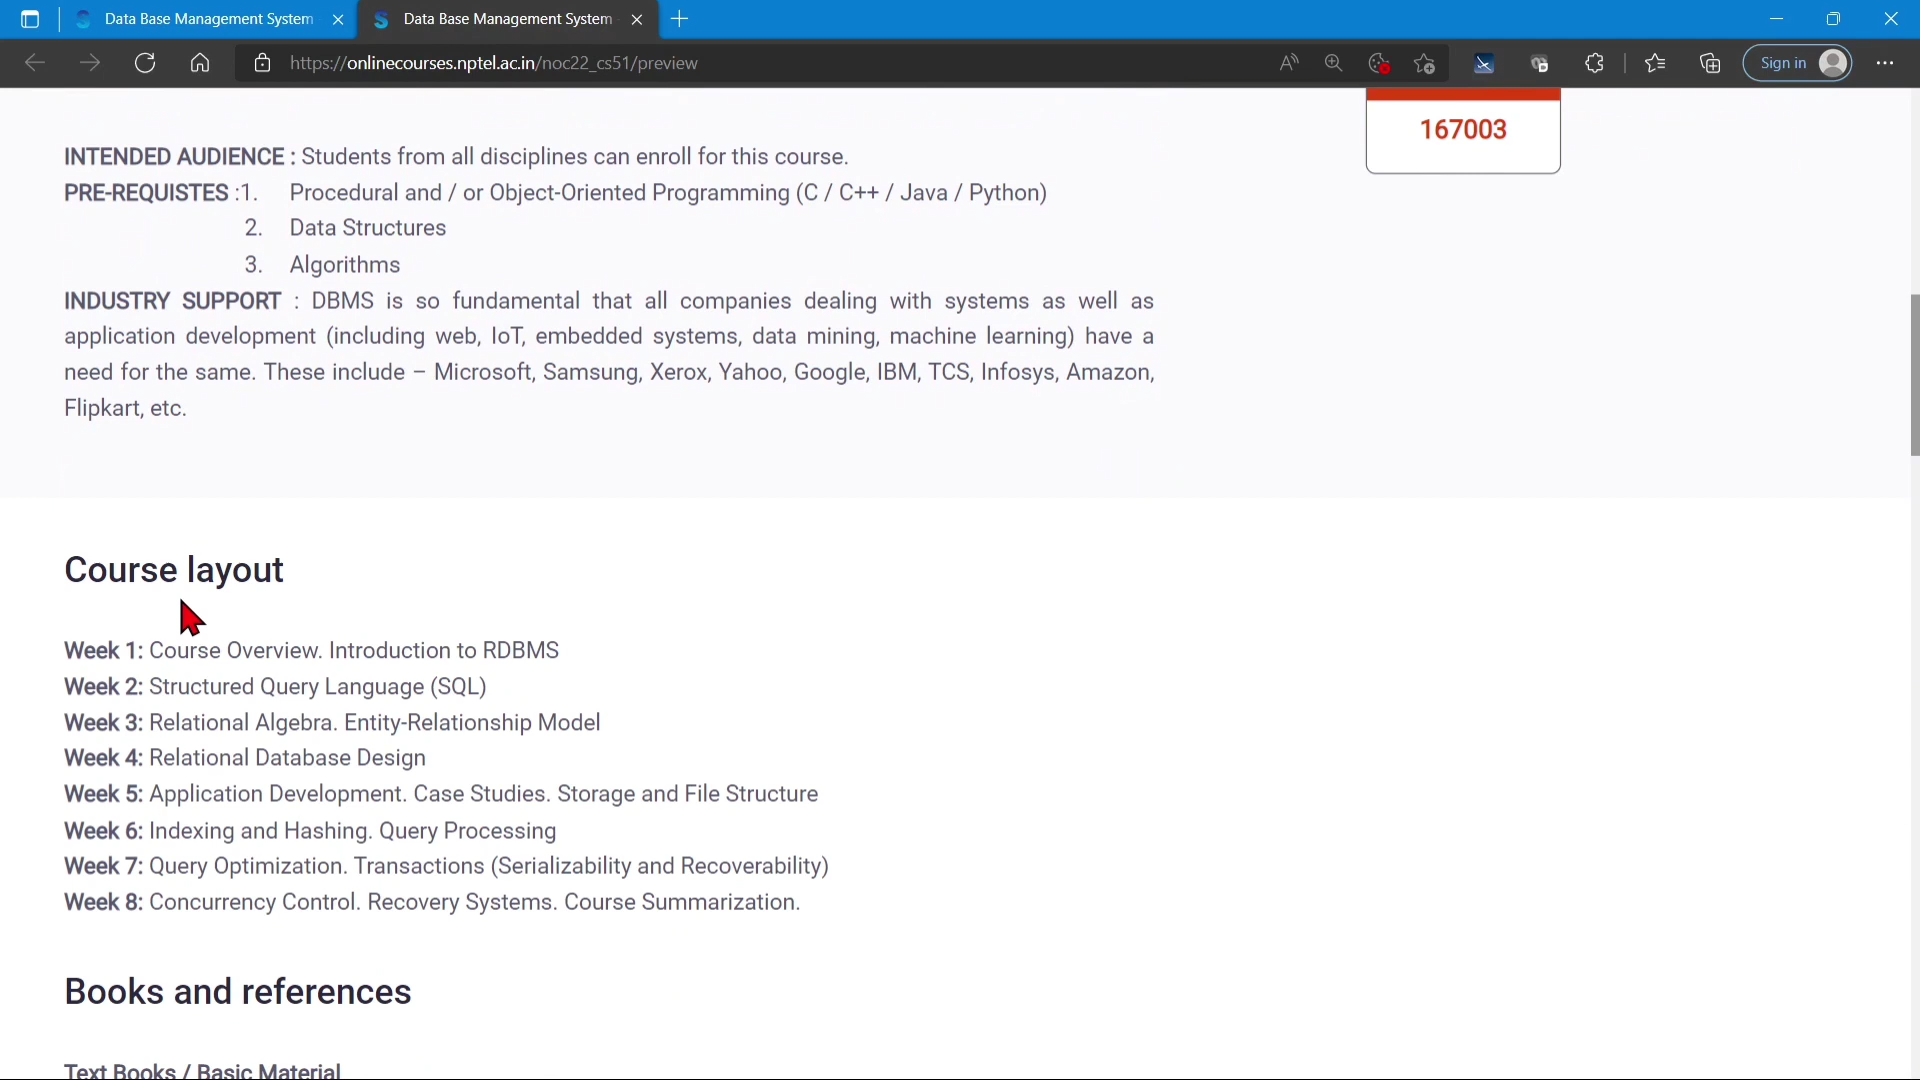 Data Base Management System
Data Base Management System
https://onlinecourses.nptel.ac.in/noc22_cs51/preview
Sign in
167003
INTENDED AUDIENCE : Students from all disciplines can enroll for this course.
PRE-REQUISTES :1. Procedural and / or Object-Oriented Programming (C / C++ / Java / Python)
2. Data Structures
3. Algorithms
INDUSTRY SUPPORT : DBMS is so fundamental that all companies dealing with systems as well as
application development (including web, IoT, embedded systems, data mining, machine learning) have a
need for the same. These include – Microsoft, Samsung, Xerox, Yahoo, Google, IBM, TCS, Infosys, Amazon,
Flipkart, etc.
Course layout
Week 1: Course Overview. Introduction to RDBMS
Week 2: Structured Query Language (SQL)
Week 3: Relational Algebra. Entity-Relationship Model
Week 4: Relational Database Design
Week 5: Application Development. Case Studies. Storage and File Structure
Week 6: Indexing and Hashing. Query Processing
Week 7: Query Optimization. Transactions (Serializability and Recoverability)
Week 8: Concurrency Control. Recovery Systems. Course Summarization.
Books and references
Text Books / Basic Material